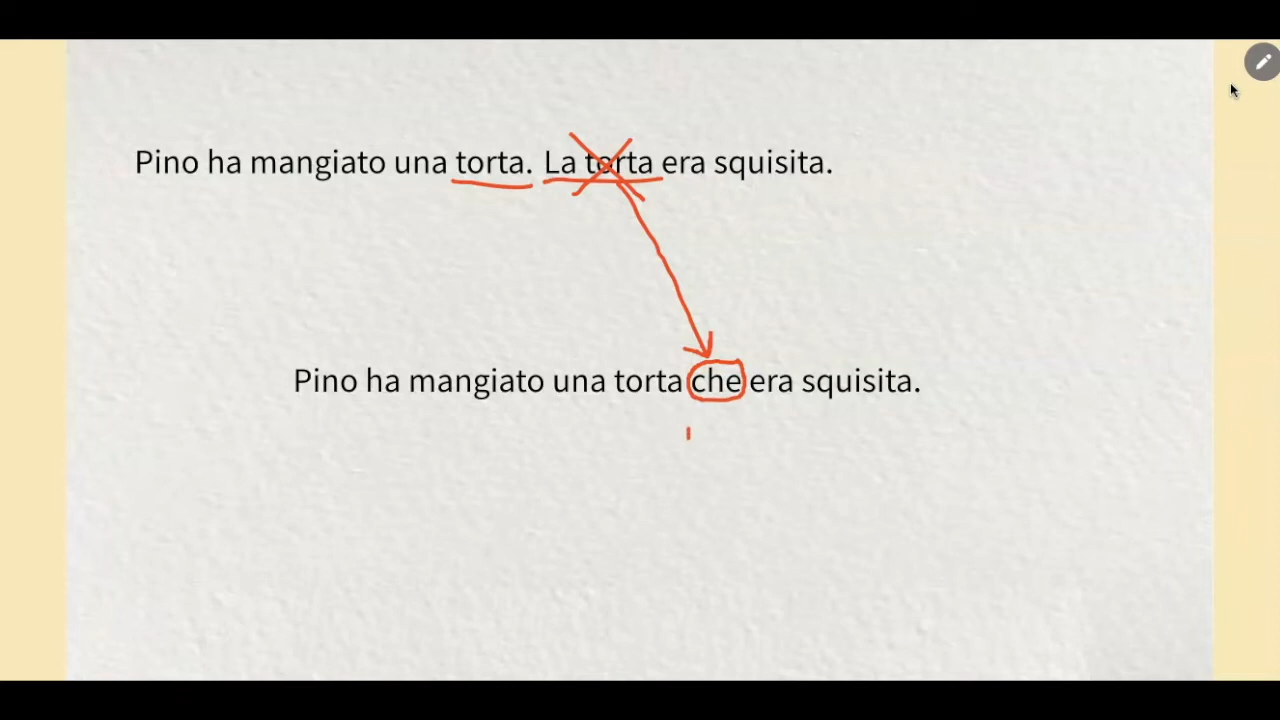 Pino ha mangiato una torta. La torta era squisita.
Pino ha mangiato una torta che era squisita.